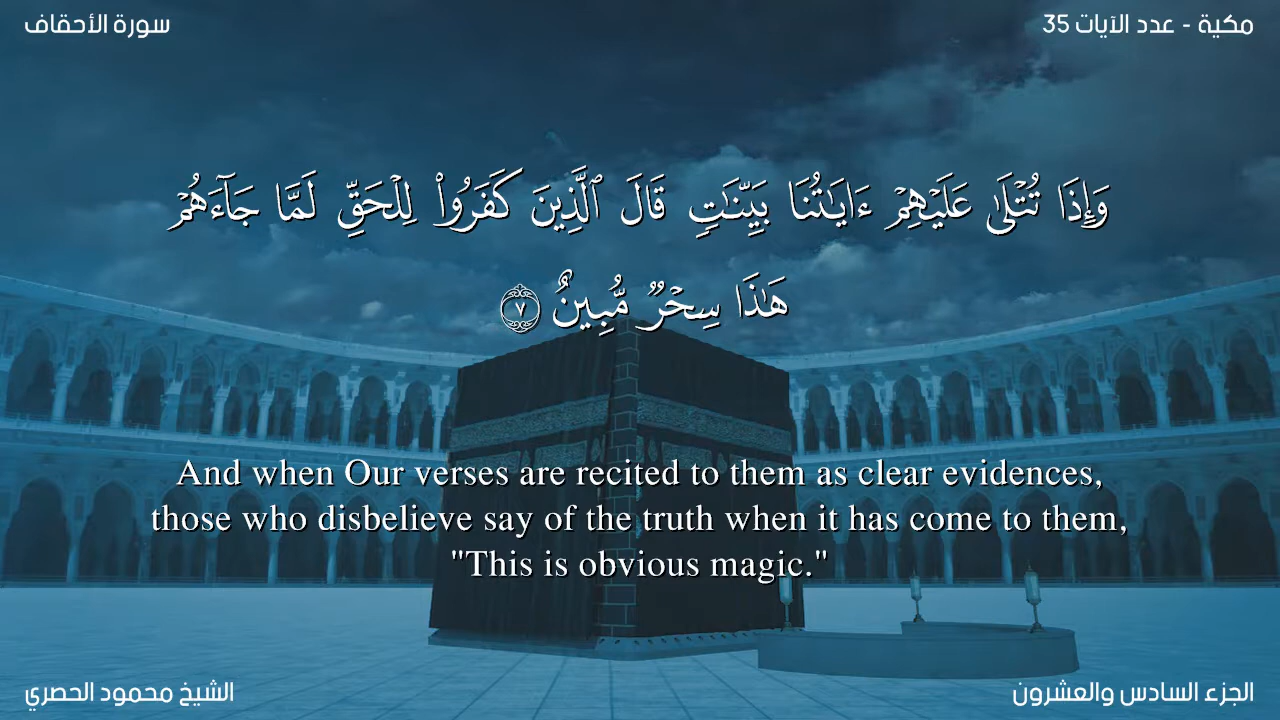 مكية - عدد الآيات 35
سورة الأحقاف
وَإِذَا تُتْلَىٰ عَلَيْهِمْ ءَايَـٰتُنَا بَيِّنَـٰتٍ قَالَ ٱلَّذِينَ كَفَرُوا۟ لِلْحَقِّ لَمَّا جَآءَهُمْ
هَـٰذَا سِحْرٌ مُّبِينٌ ٧
And when Our verses are recited to them as clear evidences,
those who disbelieve say of the truth when it has come to them,
"This is obvious magic."
الجزء السادس والعشرون
الشيخ محمود الحصري